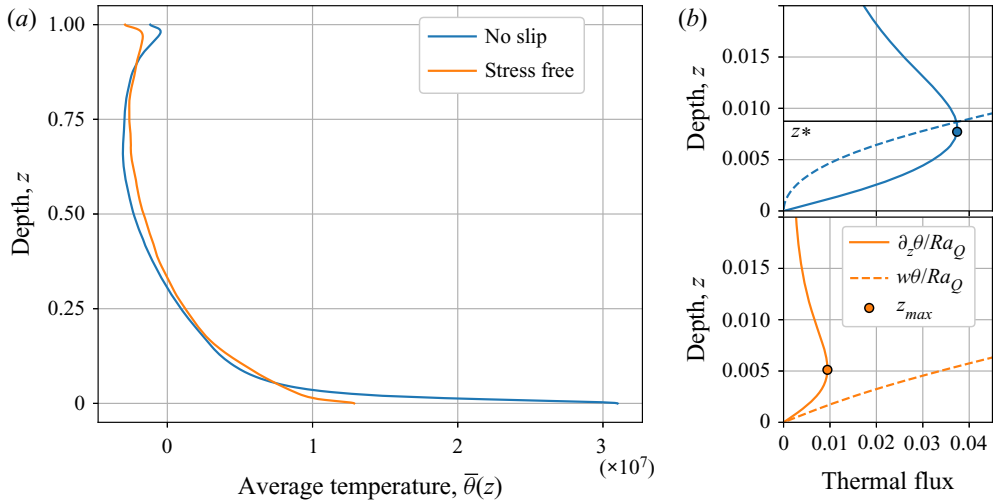 (a)
No slip
Stress free
1.00
0.75
0.50
0.25
0
Depth, z
0
1
2
3
(×10⁷)
Average temperature, θ̅(z)
(b)
0.015
0.010
0.005
0
Depth, z
z*
0.015
0.010
0.005
0
Depth, z
∂zθ/RaQ
wθ/RaQ
zmax
0
0.01
0.02
0.03
0.04
Thermal flux